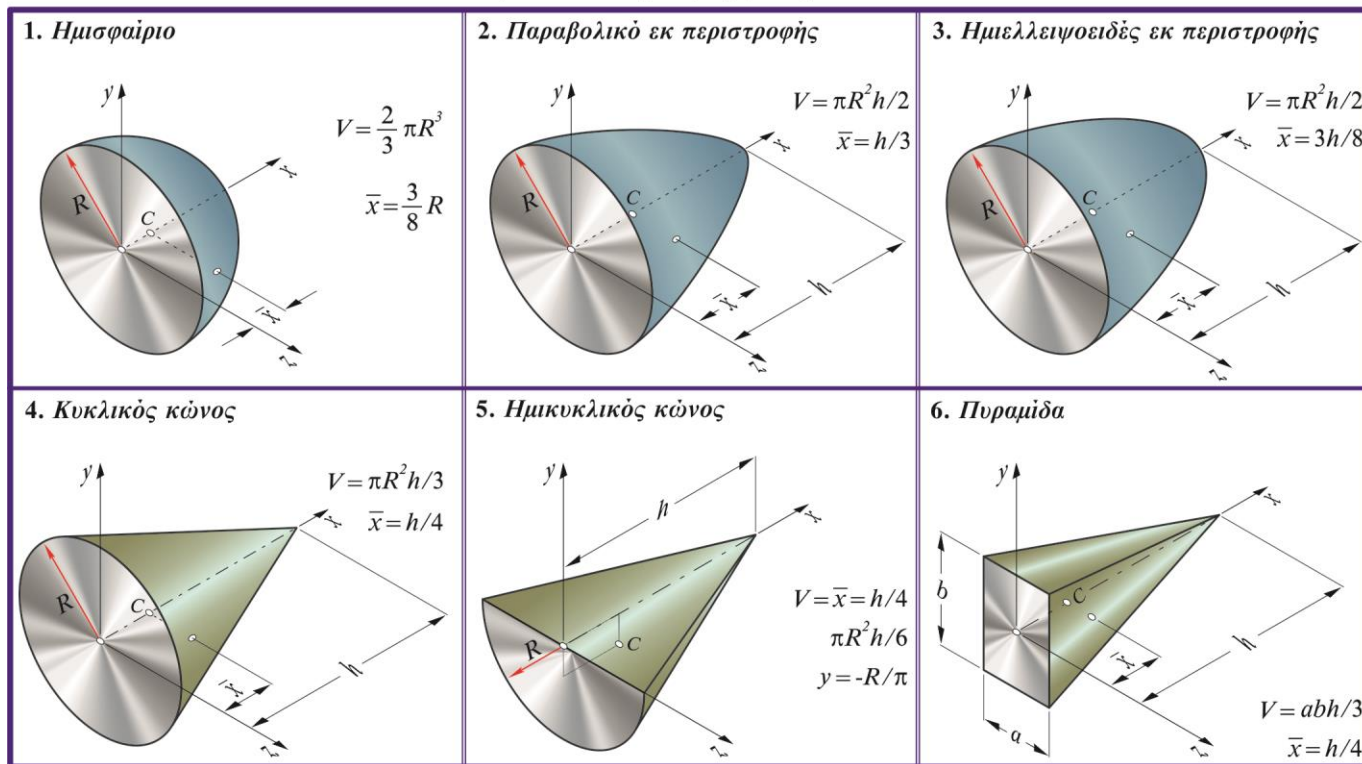 1. Ημισφαίριο
y
V = 2/3 πR³
x̄ = 3/8 R
x
R
C
x̄
z
2. Παραβολικό εκ περιστροφής
y
V = πR²h/2
x̄ = h/3
x
R
C
x̄
h
z
3. Ημιελλειψοειδές εκ περιστροφής
y
V = πR²h/2
x̄ = 3h/8
x
R
C
x̄
h
z
4. Κυκλικός κώνος
y
V = πR²h/3
x̄ = h/4
x
R
C
x̄
h
z
5. Ημικυκλικός κώνος
y
h
x
V = x̄ = h/4
πR²h/6
y = -R/π
R
C
z
6. Πυραμίδα
y
x
b
C
x̄
h
a
z
V = abh/3
x̄ = h/4